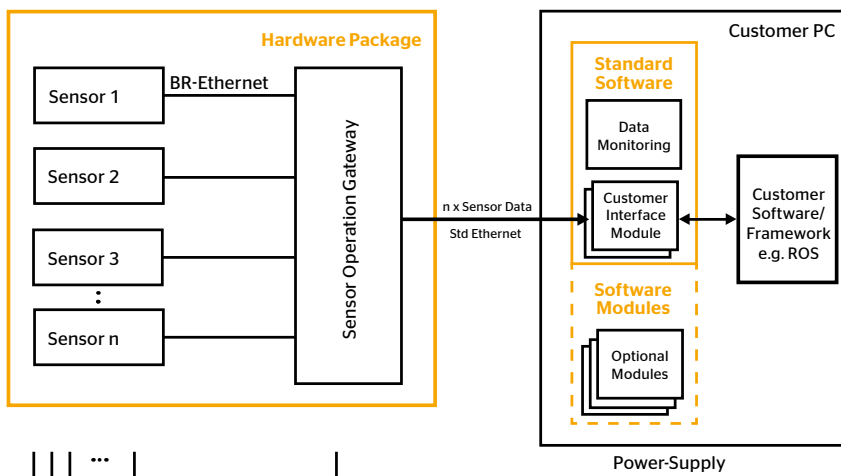 Hardware Package
Sensor 1
BR-Ethernet
Sensor 2
Sensor 3
:
Sensor n
Sensor Operation Gateway
n x Sensor Data
Std Ethernet
Customer PC
Standard
Software
Data
Monitoring
Customer
Interface
Module
Customer
Software/
Framework
e.g. ROS
Software
Modules
Optional
Modules
...
Power-Supply